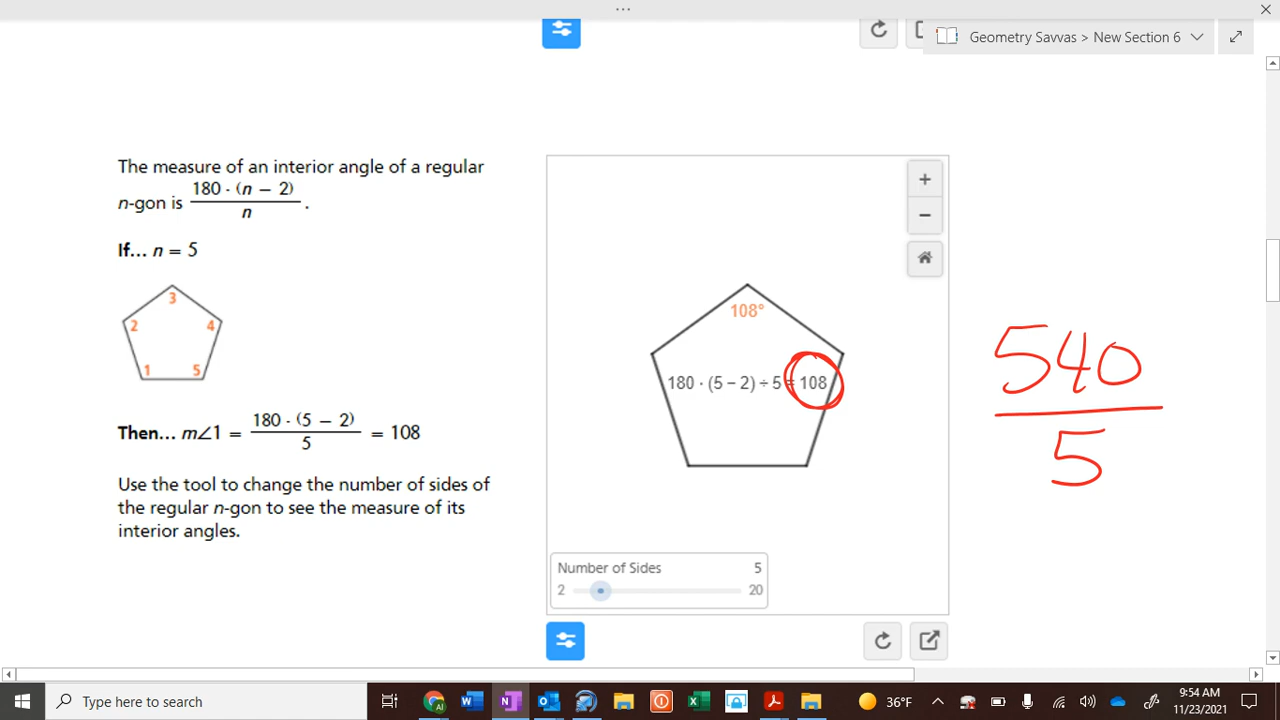 ...
Geometry Savvas > New Section 6
The measure of an interior angle of a regular
n-gon is 180 · (n − 2) / n .
If... n = 5
3
2 4
1 5
Then... m∠1 = 180 · (5 − 2) / 5 = 108
Use the tool to change the number of sides of
the regular n-gon to see the measure of its
interior angles.
+
−
108°
180 · (5 − 2) ÷ 5 = 108
Number of Sides 5
2 20
540
5
Type here to search
36°F
9:54 AM
11/23/2021